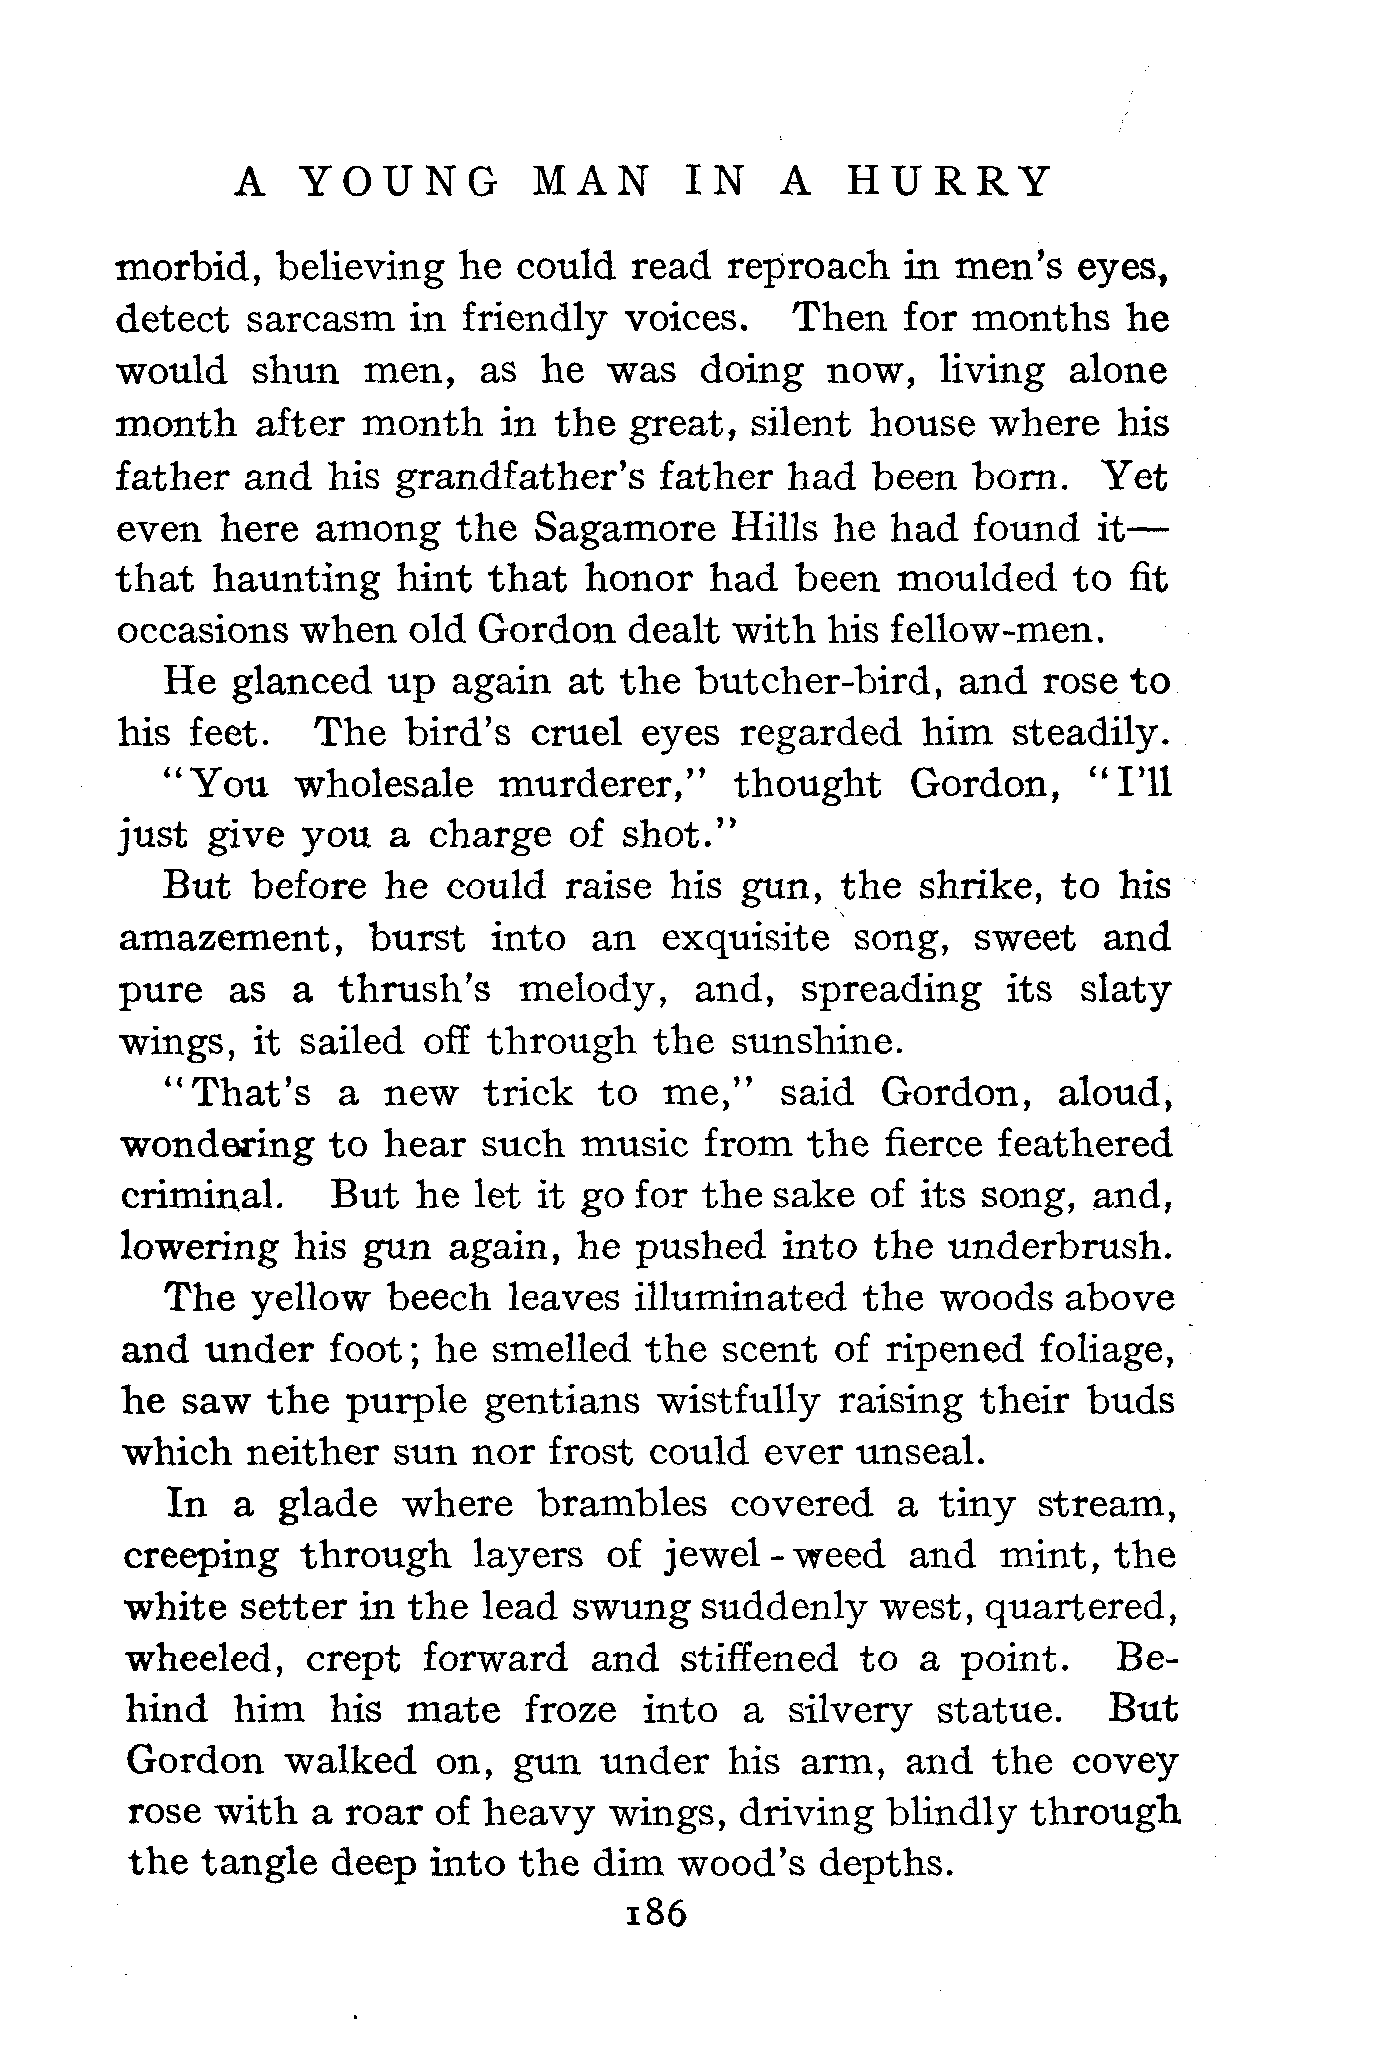 A YOUNG MAN IN A HURRY
morbid, believing he could read reproach in men's eyes,
detect sarcasm in friendly voices. Then for months he
would shun men, as he was doing now, living alone
month after month in the great, silent house where his
father and his grandfather's father had been born. Yet
even here among the Sagamore Hills he had found it—
that haunting hint that honor had been moulded to fit
occasions when old Gordon dealt with his fellow-men.
He glanced up again at the butcher-bird, and rose to
his feet. The bird's cruel eyes regarded him steadily.
"You wholesale murderer," thought Gordon, "I'll
just give you a charge of shot."
But before he could raise his gun, the shrike, to his
amazement, burst into an exquisite song, sweet and
pure as a thrush's melody, and, spreading its slaty
wings, it sailed off through the sunshine.
"That's a new trick to me," said Gordon, aloud,
wondering to hear such music from the fierce feathered
criminal. But he let it go for the sake of its song, and,
lowering his gun again, he pushed into the underbrush.
The yellow beech leaves illuminated the woods above
and under foot; he smelled the scent of ripened foliage,
he saw the purple gentians wistfully raising their buds
which neither sun nor frost could ever unseal.
In a glade where brambles covered a tiny stream,
creeping through layers of jewel-weed and mint, the
white setter in the lead swung suddenly west, quartered,
wheeled, crept forward and stiffened to a point. Be-
hind him his mate froze into a silvery statue. But
Gordon walked on, gun under his arm, and the covey
rose with a roar of heavy wings, driving blindly through
the tangle deep into the dim wood's depths.
186